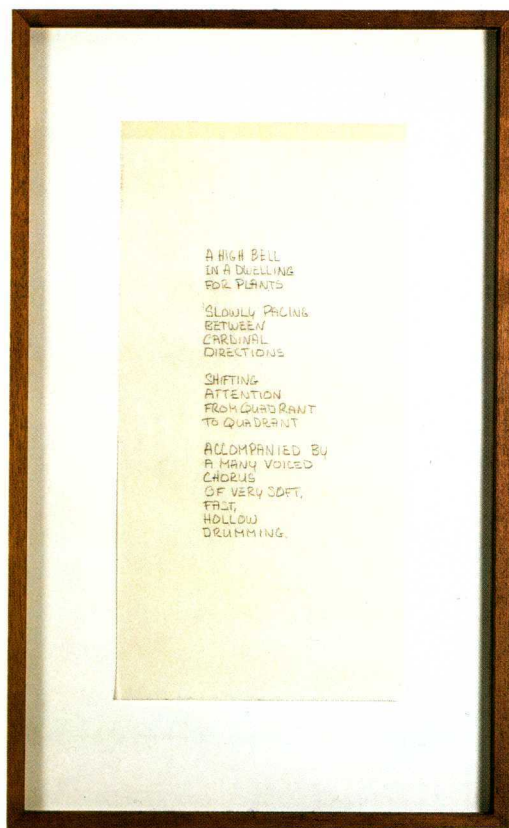 A HIGH BELL
IN A DWELLING
FOR PLANTS
SLOWLY PACING
BETWEEN
CARDINAL
DIRECTIONS
SHIFTING
ATTENTION
FROM QUADRANT
TO QUADRANT
ACCOMPANIED BY
A MANY VOICED
CHORUS
OF VERY SOFT,
FAST,
HOLLOW
DRUMMING.